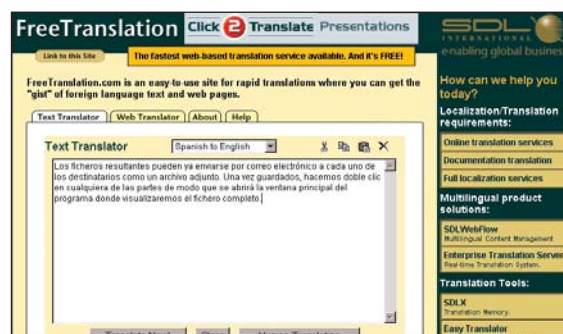 FreeTranslation
Click 2 Translate Presentations
SDL
INTERNATIONAL
e-nabling global busines
Link to this Site
The fastest web-based translation service available. And it's FREE!
FreeTranslation.com is an easy-to-use site for rapid translations where you can get the
"gist" of foreign language text and web pages.
Text Translator
Web Translator
About
Help
Text Translator
Spanish to English
Los ficheros resultantes pueden ya enviarse por correo electrónico a cada uno de
los destinatarios como un archivo adjunto. Una vez guardados, hacemos doble clic
en cualquiera de las partes de modo que se abrirá la ventana principal del
programa donde visualizaremos el fichero completo.
How can we help you
today?
Localization/Translation
requirements:
Online translation services
Documentation translation
Full localization services
Multilingual product
solutions:
SDLWebFlow
Multilingual Content Management
Enterprise Translation Server
Real-time Translation System.
Translation Tools:
SDLX
Translation Memory.
Easy Translator